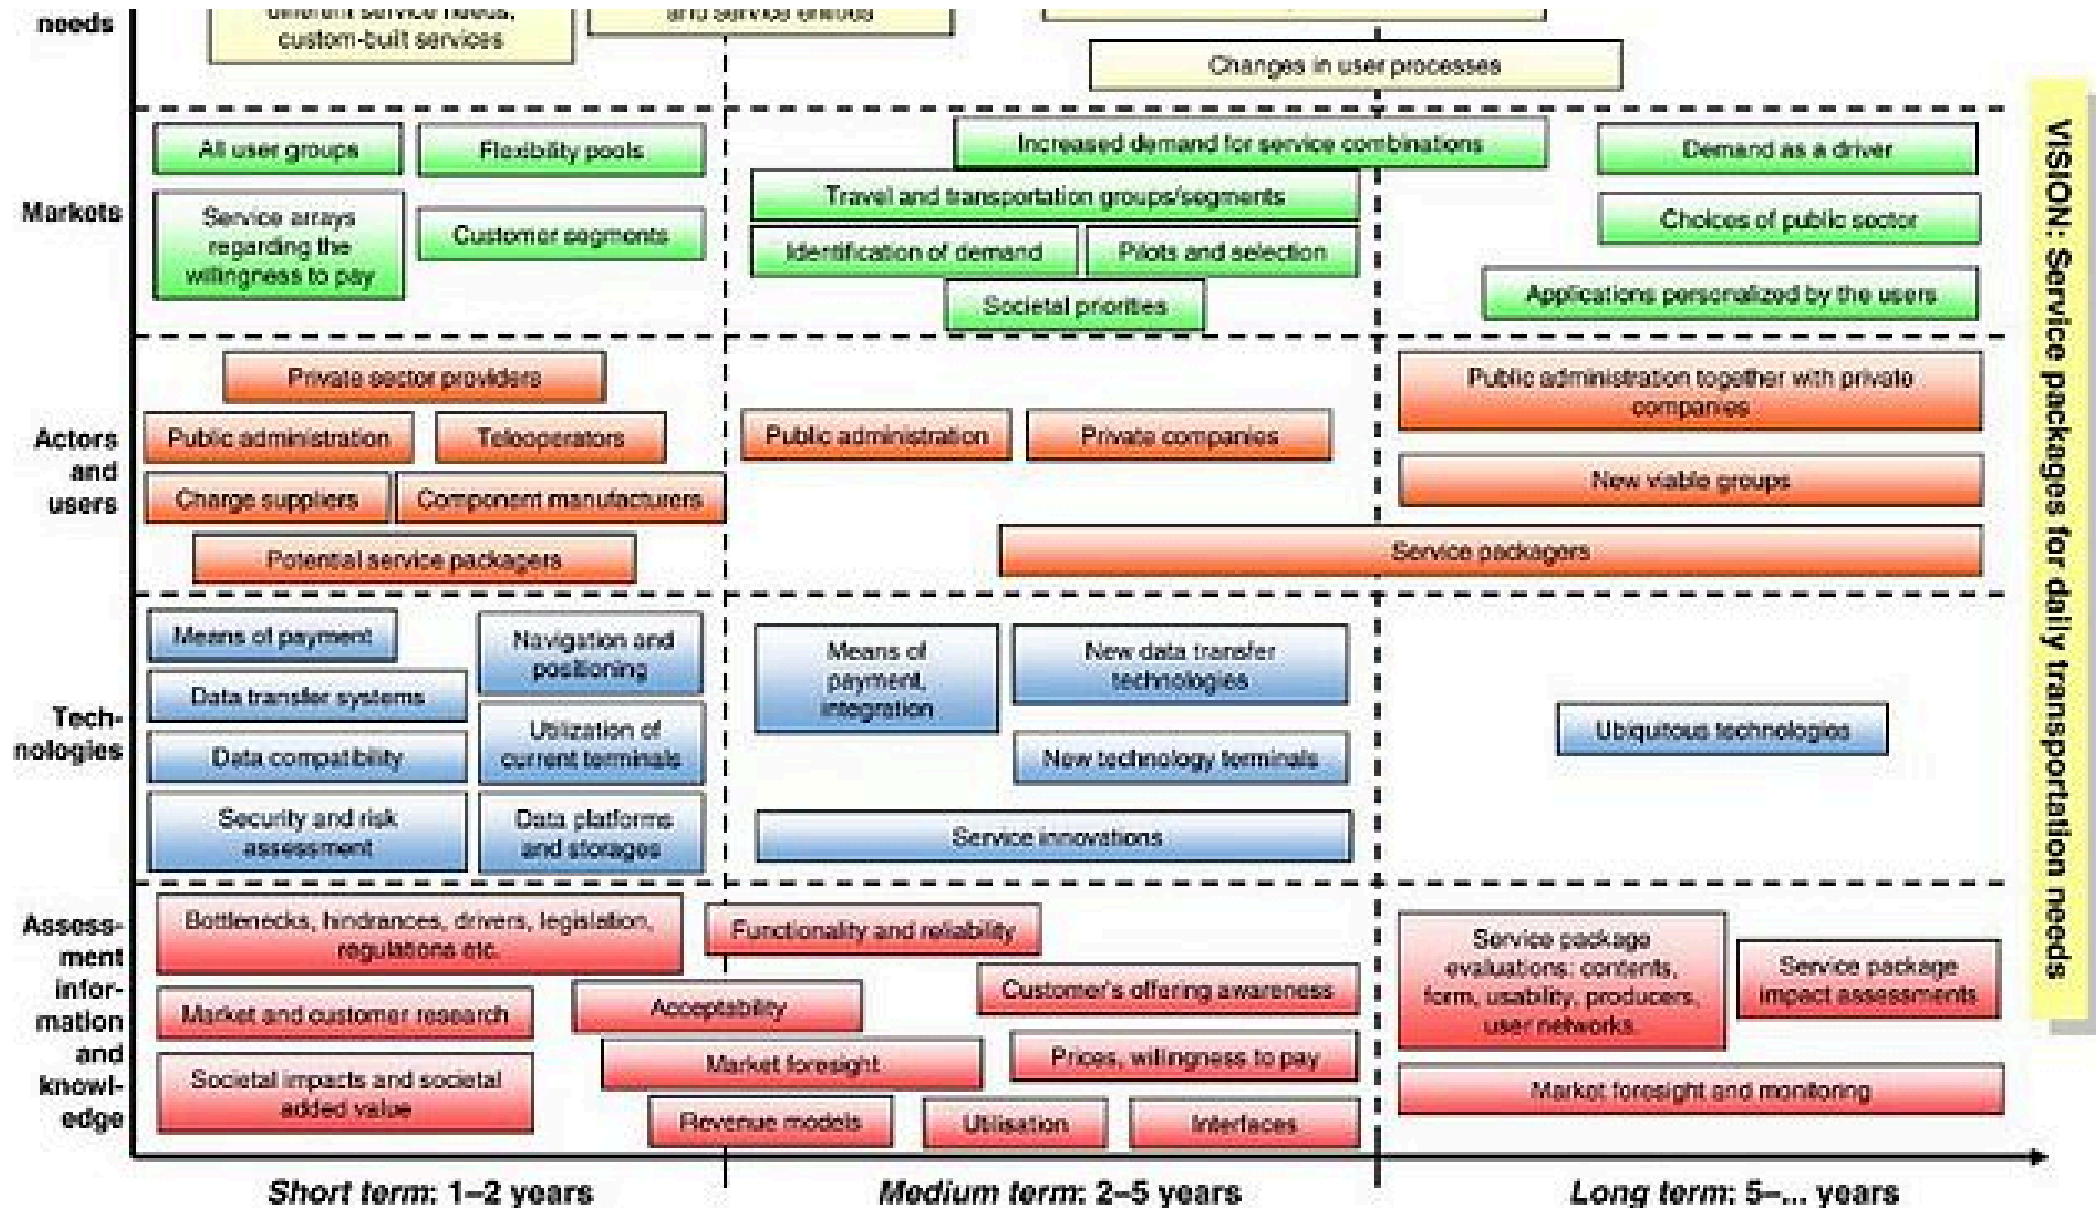 needs
different service needs,
custom-built services
and service entities
Changes in user processes
Markets
All user groups
Flexibility pools
Service arrays
regarding the
willingness to pay
Customer segments
Increased demand for service combinations
Travel and transportation groups/segments
Identification of demand
Pilots and selection
Societal priorities
Demand as a driver
Choices of public sector
Applications personalized by the users
Actors
and
users
Private sector providers
Public administration
Teleoperators
Charge suppliers
Component manufacturers
Potential service packagers
Public administration
Private companies
Public administration together with private
companies
New viable groups
Service packagers
Tech-
nologies
Means of payment
Data transfer systems
Data compatibility
Security and risk
assessment
Navigation and
positioning
Utilization of
current terminals
Data platforms
and storages
Means of
payment,
integration
New data transfer
technologies
New technology terminals
Service innovations
Ubiquitous technologies
Assess-
ment
infor-
mation
and
knowl-
edge
Bottlenecks, hindrances, drivers, legislation,
regulations etc.
Market and customer research
Societal impacts and societal
added value
Functionality and reliability
Acceptability
Customer's offering awareness
Market foresight
Prices, willingness to pay
Revenue models
Utilisation
Interfaces
Service package
evaluations: contents,
form, usability, producers,
user networks.
Service package
impact assessments
Market foresight and monitoring
Short term: 1–2 years
Medium term: 2–5 years
Long term: 5–... years
VISION: Service packages for daily transportation needs